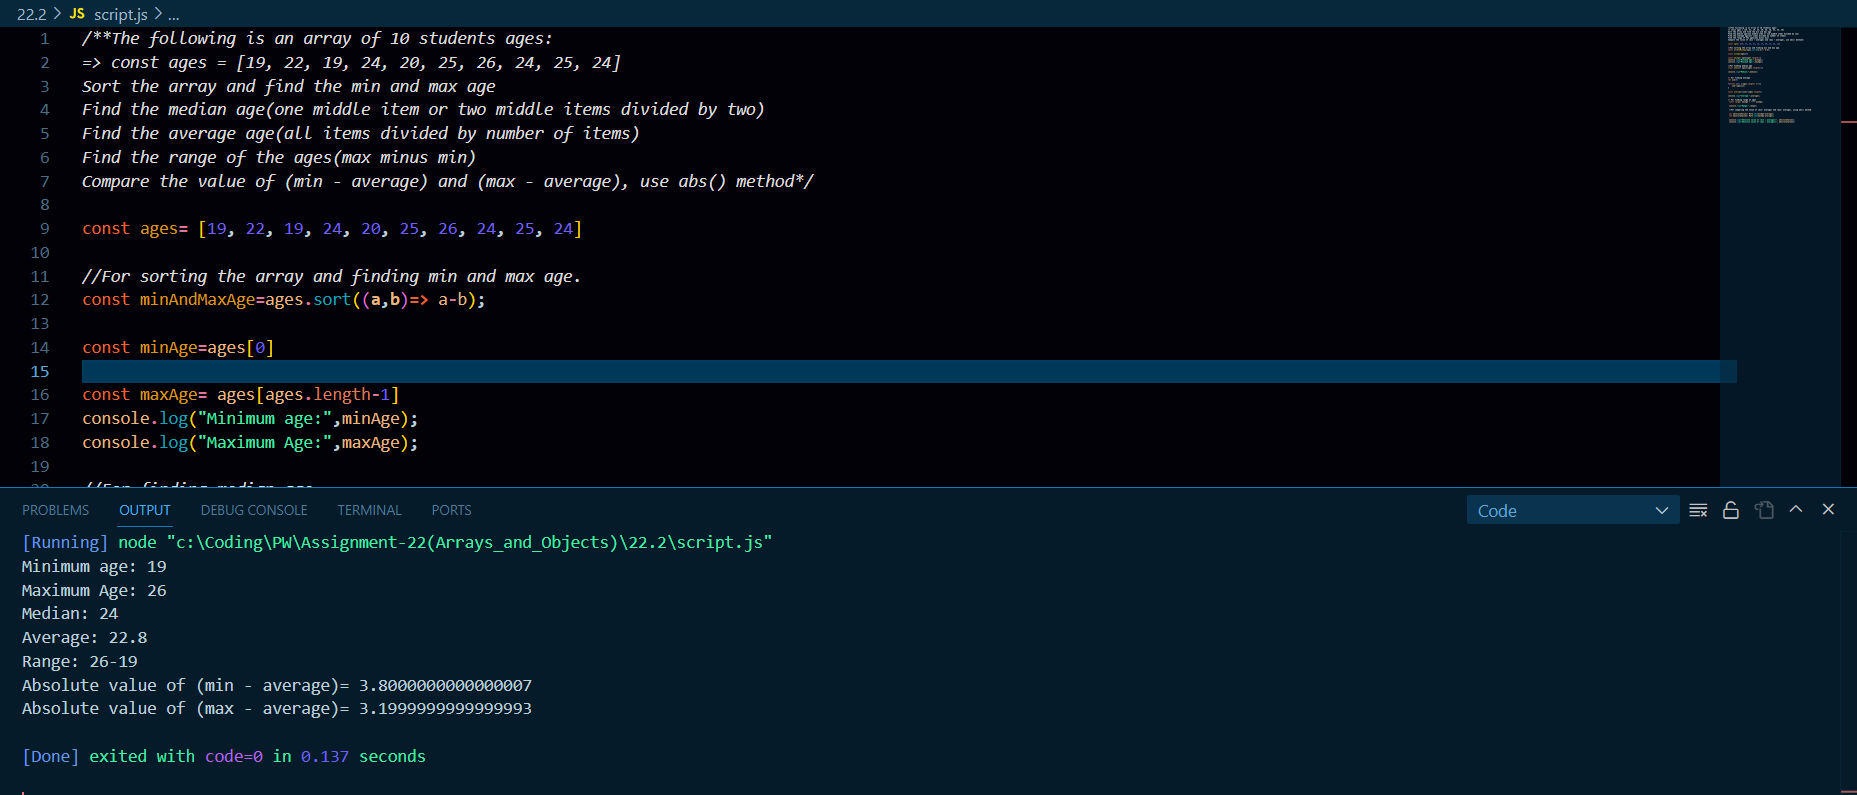 22.2 > JS script.js > ...
1 /**The following is an array of 10 students ages:
2 => const ages = [19, 22, 19, 24, 20, 25, 26, 24, 25, 24]
3 Sort the array and find the min and max age
4 Find the median age(one middle item or two middle items divided by two)
5 Find the average age(all items divided by number of items)
6 Find the range of the ages(max minus min)
7 Compare the value of (min - average) and (max - average), use abs() method*/
8
9 const ages= [19, 22, 19, 24, 20, 25, 26, 24, 25, 24]
10
11 //For sorting the array and finding min and max age.
12 const minAndMaxAge=ages.sort((a,b)=> a-b);
13
14 const minAge=ages[0]
15
16 const maxAge= ages[ages.length-1]
17 console.log("Minimum age:",minAge);
18 console.log("Maximum Age:",maxAge);
19
20 //For finding median age
PROBLEMS OUTPUT DEBUG CONSOLE TERMINAL PORTS Code
[Running] node "c:\Coding\PW\Assignment-22(Arrays_and_Objects)\22.2\script.js"
Minimum age: 19
Maximum Age: 26
Median: 24
Average: 22.8
Range: 26-19
Absolute value of (min - average)= 3.8000000000000007
Absolute value of (max - average)= 3.1999999999999993
[Done] exited with code=0 in 0.137 seconds